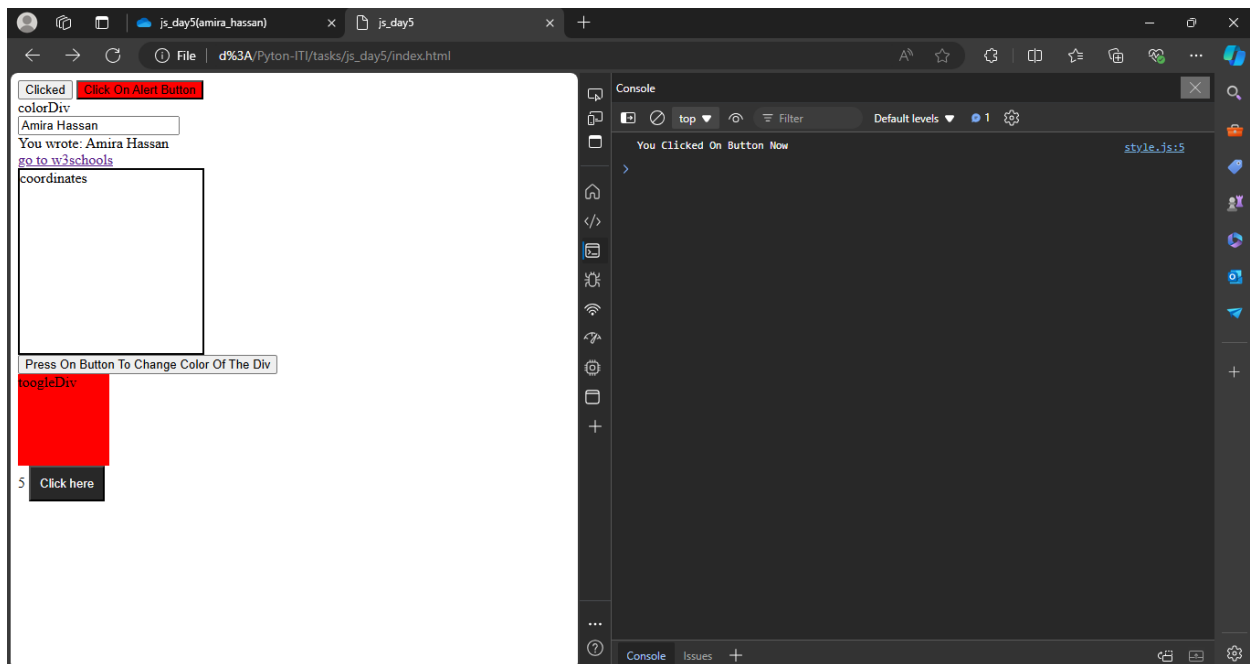 js_day5(amira_hassan)
js_day5
File d%3A/Pyton-ITI/tasks/js_day5/index.html
Clicked Click On Alert Button
colorDiv
Amira Hassan
You wrote: Amira Hassan
go to w3schools
coordinates
Press On Button To Change Color Of The Div
toogleDiv
5 Click here
Console
top Filter Default levels 1
You Clicked On Button Now style.js:5
Console Issues